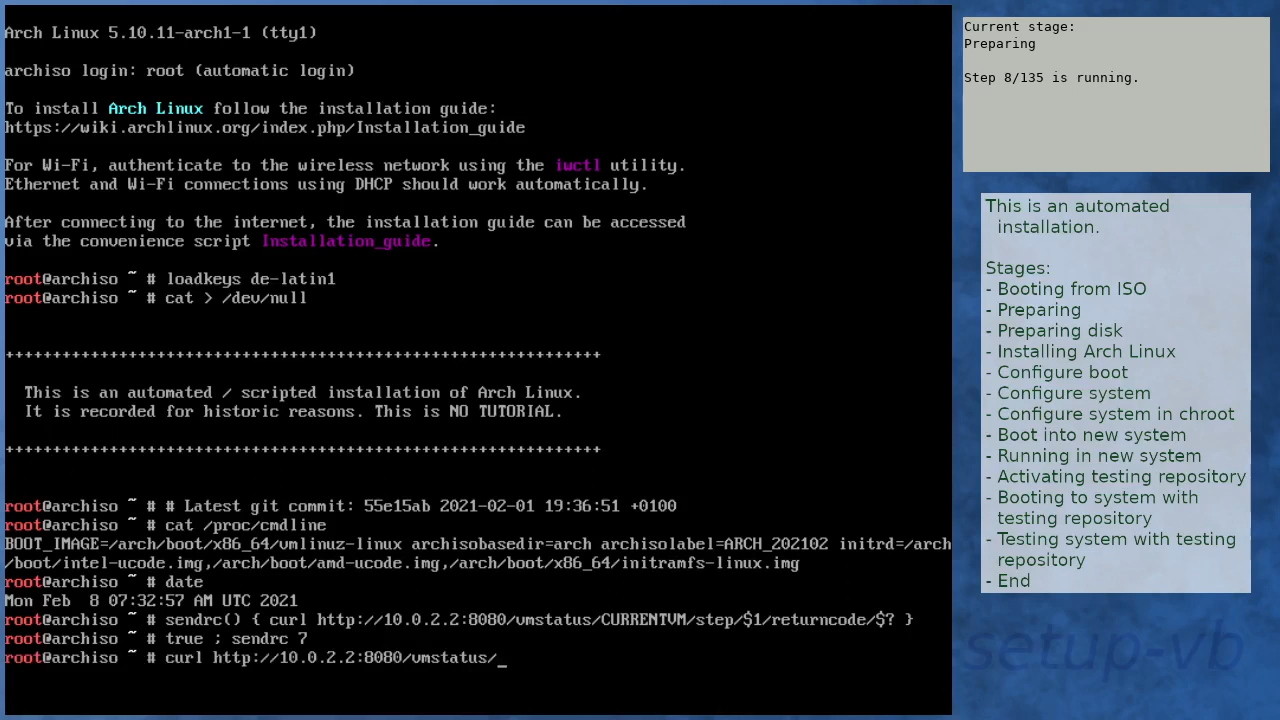 Arch Linux 5.10.11-arch1-1 (tty1)
archiso login: root (automatic login)
To install Arch Linux follow the installation guide:
https://wiki.archlinux.org/index.php/Installation_guide
For Wi-Fi, authenticate to the wireless network using the iwctl utility.
Ethernet and Wi-Fi connections using DHCP should work automatically.
After connecting to the internet, the installation guide can be accessed
via the convenience script Installation_guide.
root@archiso ~ # loadkeys de-latin1
root@archiso ~ # cat > /dev/null
+++++++++++++++++++++++++++++++++++++++++++++++++++++++++++++++
This is an automated / scripted installation of Arch Linux.
It is recorded for historic reasons. This is NO TUTORIAL.
+++++++++++++++++++++++++++++++++++++++++++++++++++++++++++++++
root@archiso ~ # # Latest git commit: 55e15ab 2021-02-01 19:36:51 +0100
root@archiso ~ # cat /proc/cmdline
BOOT_IMAGE=/arch/boot/x86_64/vmlinuz-linux archisobasedir=arch archisolabel=ARCH_202102 initrd=/arch
/boot/intel-ucode.img,/arch/boot/amd-ucode.img,/arch/boot/x86_64/initramfs-linux.img
root@archiso ~ # date
Mon Feb  8 07:32:57 AM UTC 2021
root@archiso ~ # sendrc() { curl http://10.0.2.2:8080/vmstatus/CURRENTVM/step/$1/returncode/$? }
root@archiso ~ # true ; sendrc 7
root@archiso ~ # curl http://10.0.2.2:8080/vmstatus/_
Current stage:
Preparing
Step 8/135 is running.
This is an automated
installation.
Stages:
- Booting from ISO
- Preparing
- Preparing disk
- Installing Arch Linux
- Configure boot
- Configure system
- Configure system in chroot
- Boot into new system
- Running in new system
- Activating testing repository
- Booting to system with
testing repository
- Testing system with testing
repository
- End
setup-vb